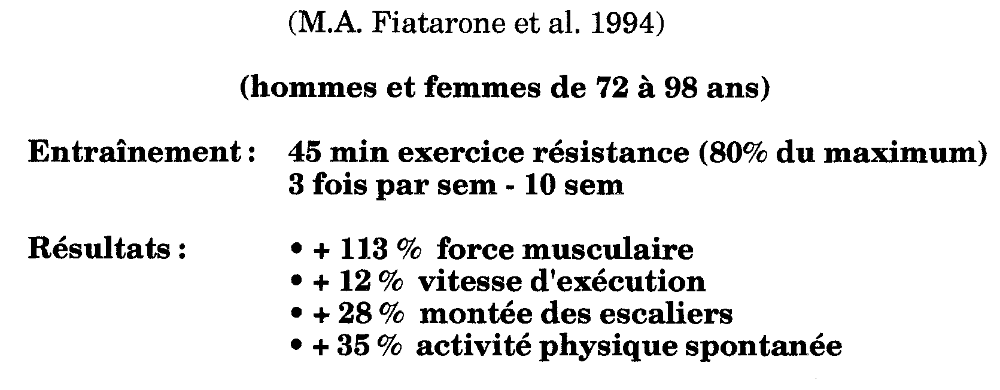 (M.A. Fiatarone et al. 1994)
(hommes et femmes de 72 à 98 ans)
Entraînement : 45 min exercice résistance (80% du maximum)
3 fois par sem - 10 sem
Résultats : • + 113 % force musculaire
• + 12 % vitesse d'exécution
• + 28 % montée des escaliers
• + 35 % activité physique spontanée